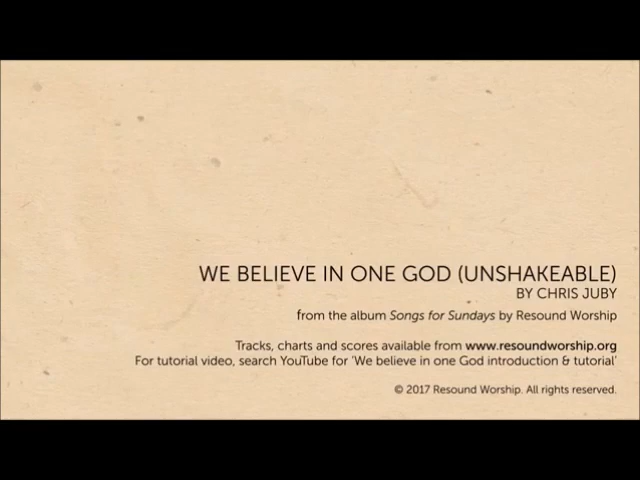 WE BELIEVE IN ONE GOD (UNSHAKEABLE)
BY CHRIS JUBY
from the album Songs for Sundays by Resound Worship
Tracks, charts and scores available from www.resoundworship.org
For tutorial video, search YouTube for 'We believe in one God introduction & tutorial'
© 2017 Resound Worship. All rights reserved.